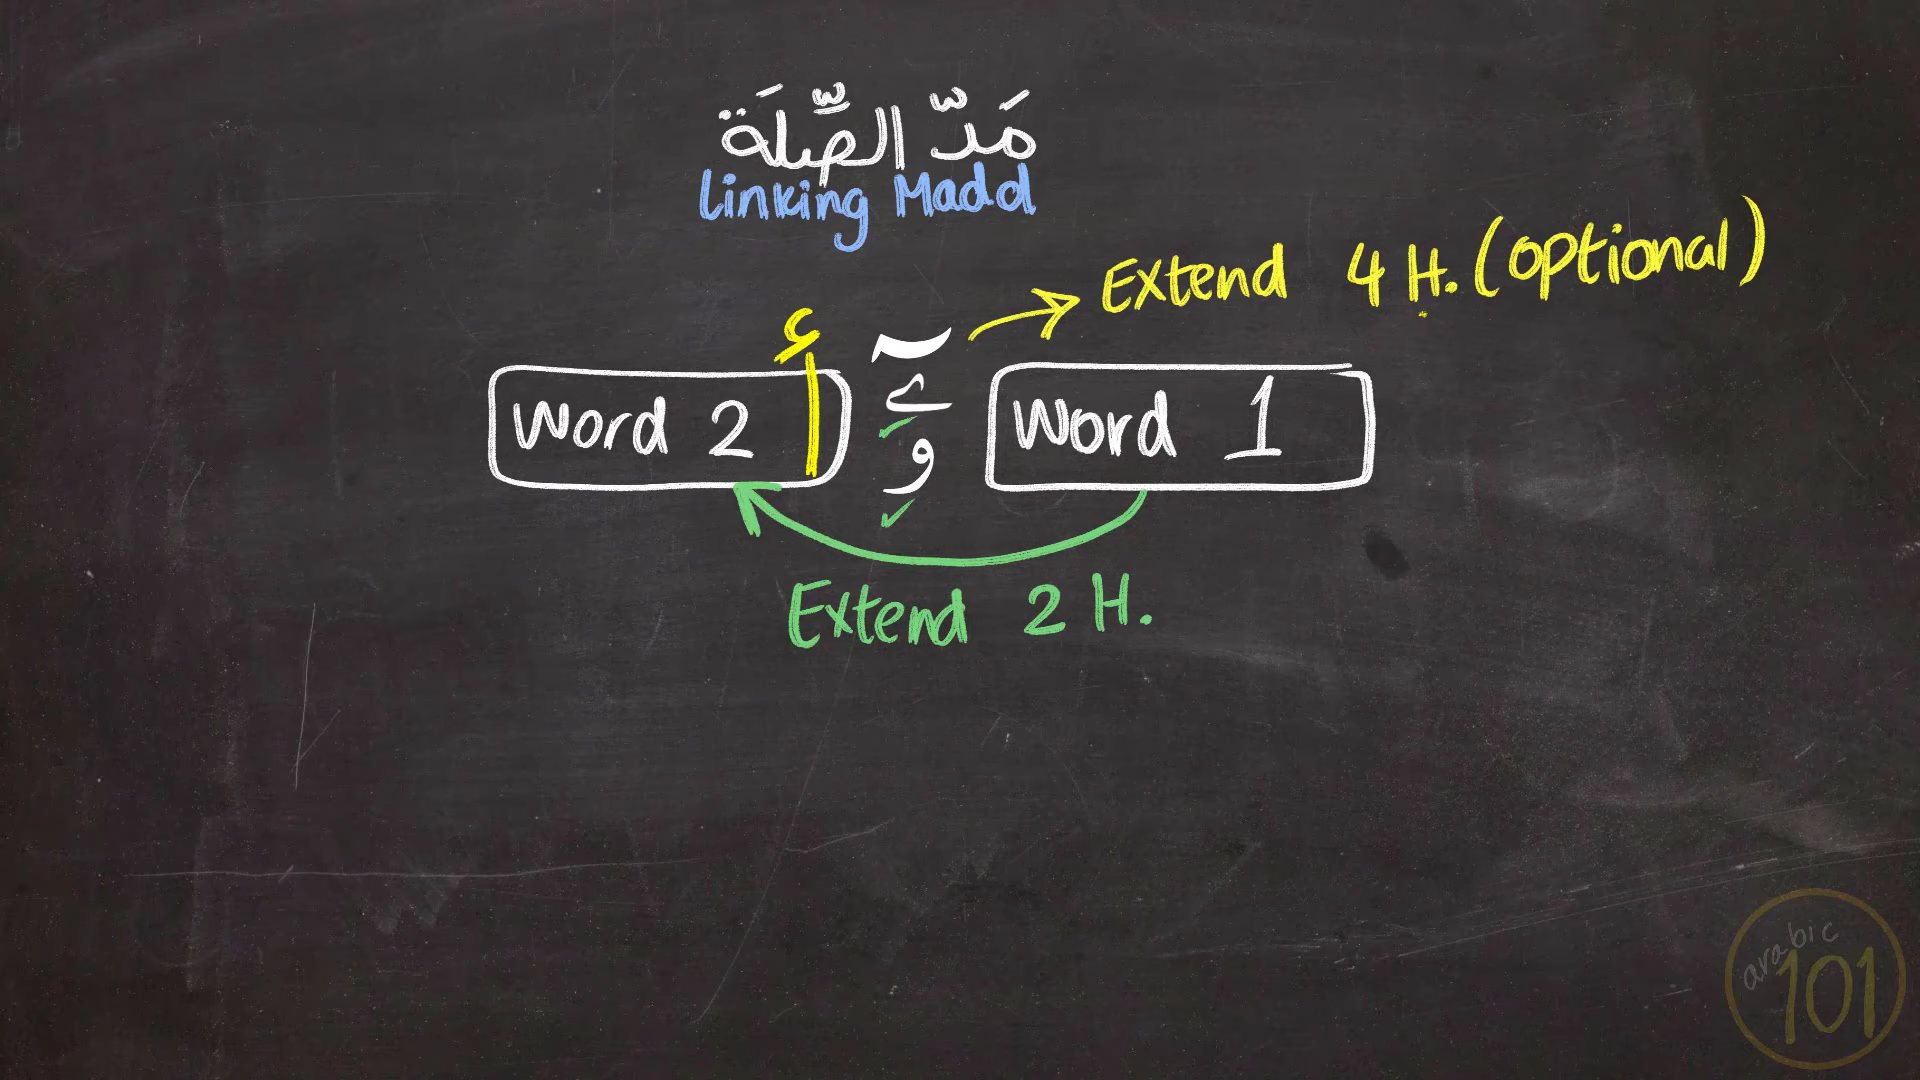 مَدّ الصِّلَة
Linking Madd
Extend 4 H. (optional)
Word 1
ۤ
ے
و
أ
Word 2
Extend 2 H.
arabic 101